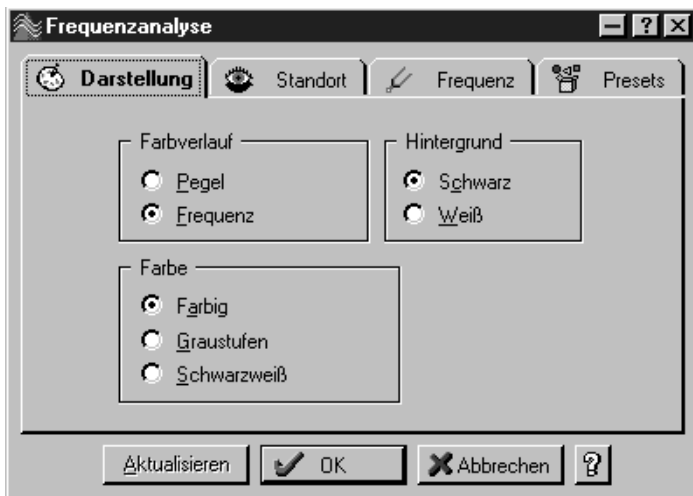 Frequenzanalyse
Darstellung Standort Frequenz Presets
Farbverlauf
Pegel
Frequenz
Hintergrund
Schwarz
Weiß
Farbe
Farbig
Graustufen
Schwarzweiß
Aktualisieren OK Abbrechen ?